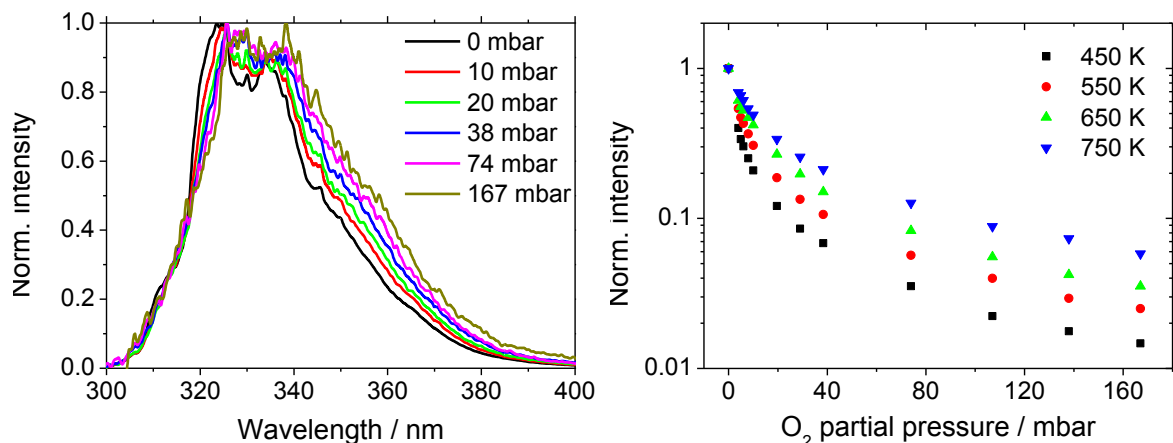 1.0
0.8
0.6
0.4
0.2
0.0
Norm. intensity
300 320 340 360 380 400
Wavelength / nm
0 mbar
10 mbar
20 mbar
38 mbar
74 mbar
167 mbar
1
0.1
0.01
Norm. intensity
0 40 80 120 160
O₂ partial pressure / mbar
450 K
550 K
650 K
750 K